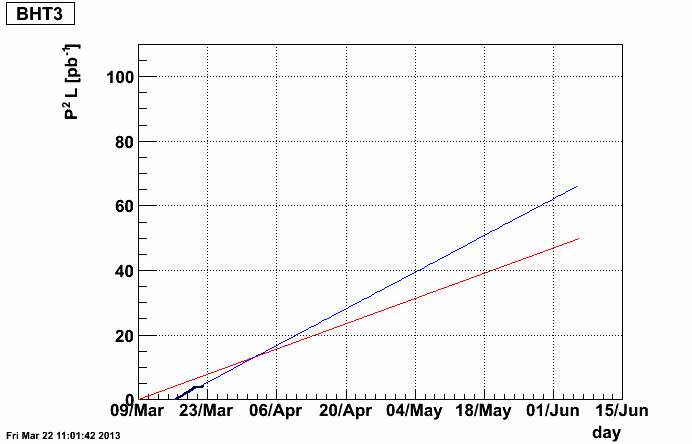 BHT3
P² L [pb⁻¹]
100
80
60
40
20
0
09/Mar 23/Mar 06/Apr 20/Apr 04/May 18/May 01/Jun 15/Jun
day
Fri Mar 22 11:01:42 2013